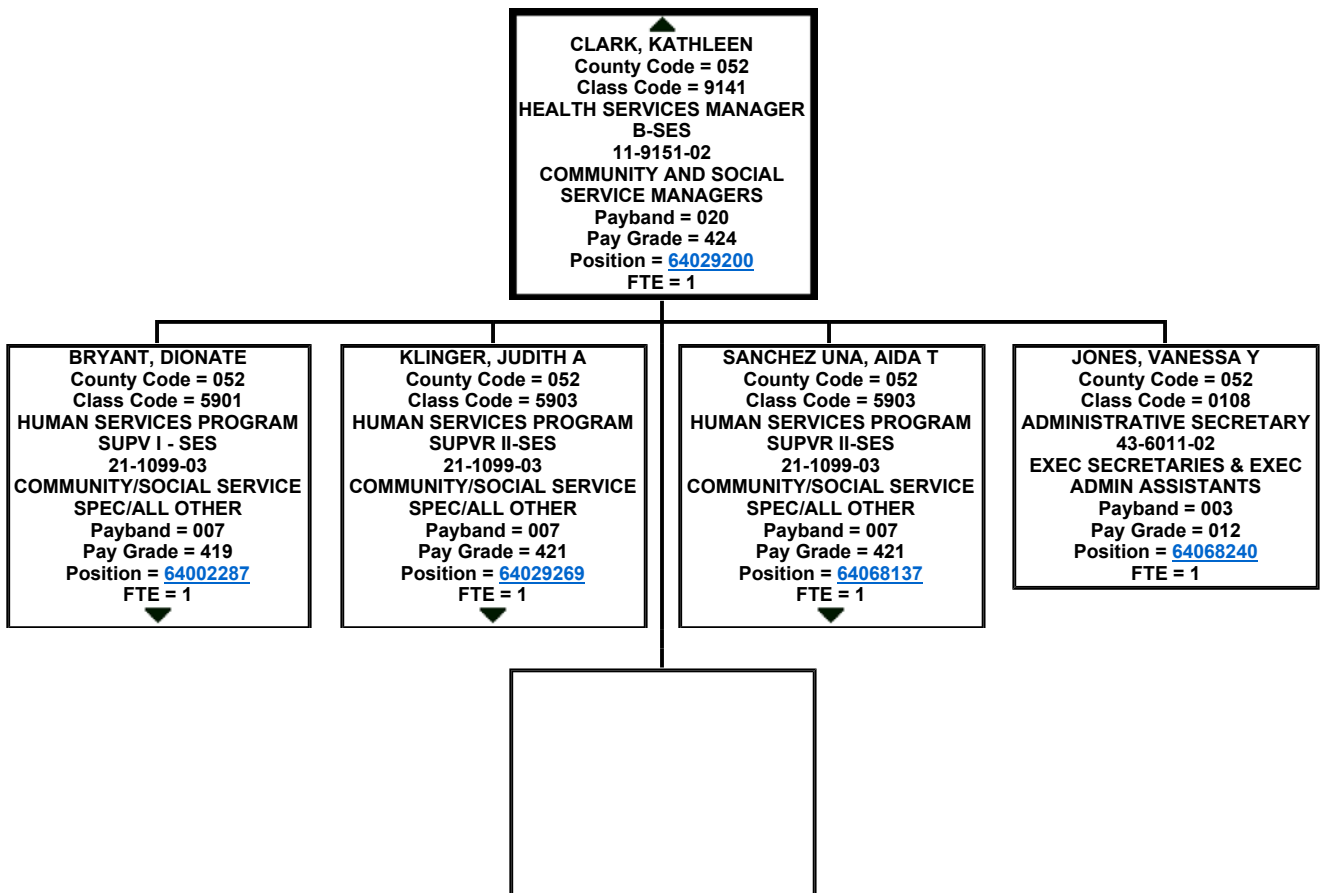 CLARK, KATHLEEN
County Code = 052
Class Code = 9141
HEALTH SERVICES MANAGER
B-SES
11-9151-02
COMMUNITY AND SOCIAL
SERVICE MANAGERS
Payband = 020
Pay Grade = 424
Position = 64029200
FTE = 1
BRYANT, DIONATE
County Code = 052
Class Code = 5901
HUMAN SERVICES PROGRAM
SUPV I - SES
21-1099-03
COMMUNITY/SOCIAL SERVICE
SPEC/ALL OTHER
Payband = 007
Pay Grade = 419
Position = 64002287
FTE = 1
KLINGER, JUDITH A
County Code = 052
Class Code = 5903
HUMAN SERVICES PROGRAM
SUPVR II-SES
21-1099-03
COMMUNITY/SOCIAL SERVICE
SPEC/ALL OTHER
Payband = 007
Pay Grade = 421
Position = 64029269
FTE = 1
SANCHEZ UNA, AIDA T
County Code = 052
Class Code = 5903
HUMAN SERVICES PROGRAM
SUPVR II-SES
21-1099-03
COMMUNITY/SOCIAL SERVICE
SPEC/ALL OTHER
Payband = 007
Pay Grade = 421
Position = 64068137
FTE = 1
JONES, VANESSA Y
County Code = 052
Class Code = 0108
ADMINISTRATIVE SECRETARY
43-6011-02
EXEC SECRETARIES & EXEC
ADMIN ASSISTANTS
Payband = 003
Pay Grade = 012
Position = 64068240
FTE = 1